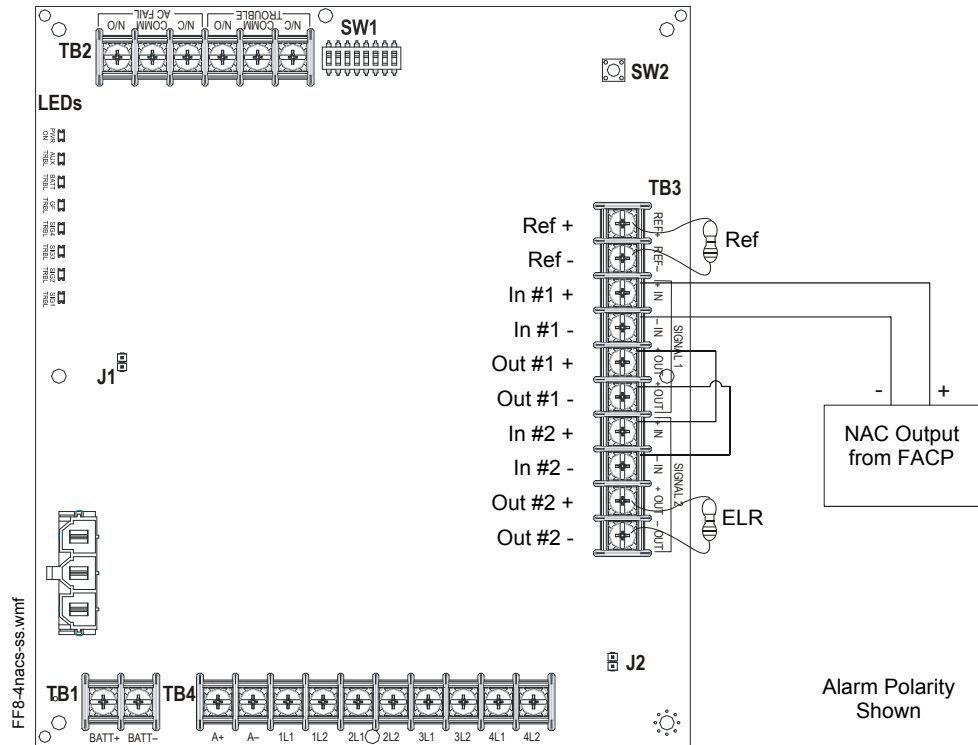 N/O
COMM
AC FAIL
N/C
N/O
COMM
TROUBLE
N/C
TB2
SW1
SW2
LEDs
PWR
ON
AUX
TRBL
BATT
TRBL
GF
TRBL
SIG4
TRBL
SIG3
TRBL
SIG2
TRBL
SIG1
TRBL
TB3
Ref +
REF+
Ref
Ref -
REF-
In #1 +
+ IN
In #1 -
- IN
SIGNAL 1
Out #1 +
+ OUT
Out #1 -
+ OUT
In #2 +
+ IN
In #2 -
- IN
SIGNAL 2
Out #2 +
+ OUT
ELR
Out #2 -
- OUT
- +
NAC Output
from FACP
J1
J2
FF8-4nacs-ss.wmf
TB1
BATT+ BATT–
TB4
A+ A– 1L1 1L2 2L1 2L2 3L1 3L2 4L1 4L2
Alarm Polarity
Shown